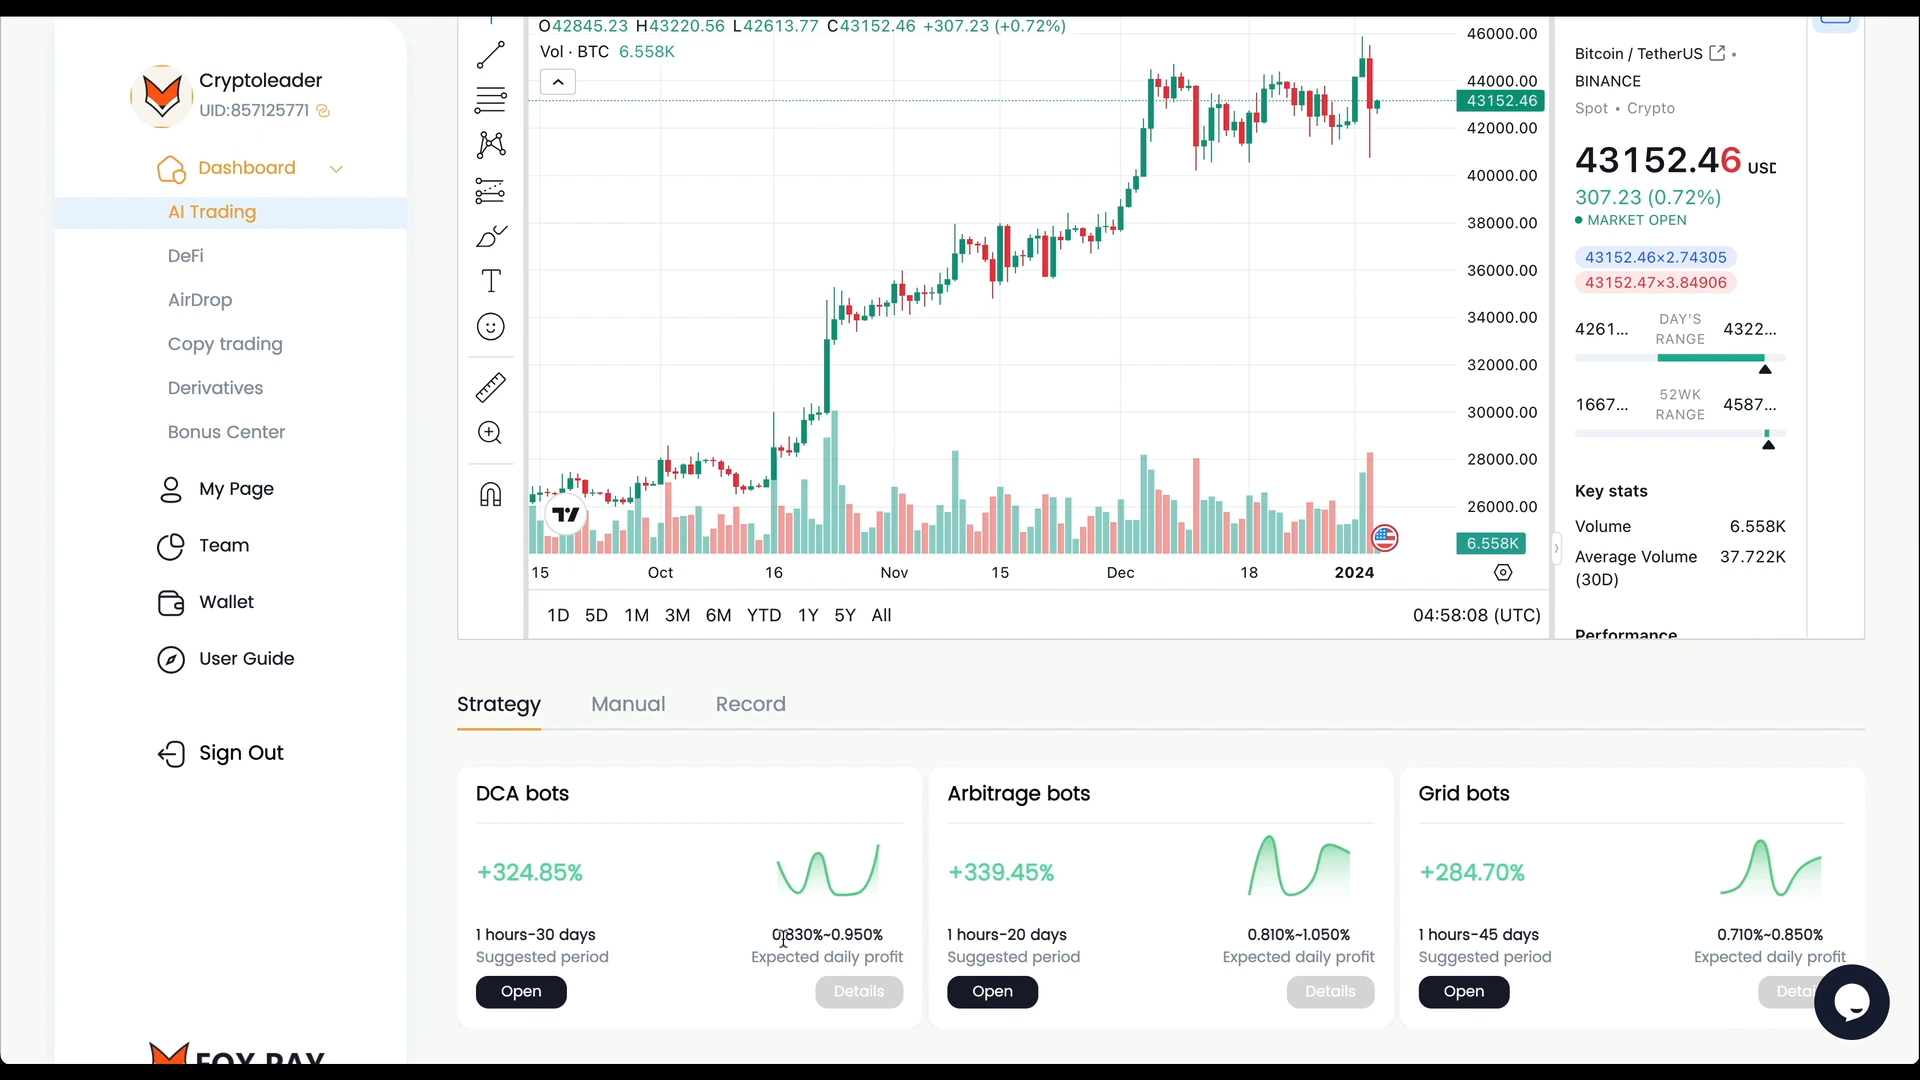 Cryptoleader
UID:857125771
Dashboard
AI Trading
DeFi
AirDrop
Copy trading
Derivatives
Bonus Center
My Page
Team
Wallet
User Guide
Sign Out
O42845.23 H43220.56 L42613.77 C43152.46 +307.23 (+0.72%)
Vol · BTC 6.558K
46000.00
44000.00
43152.46
42000.00
40000.00
38000.00
36000.00
34000.00
32000.00
30000.00
28000.00
26000.00
6.558K
15 Oct 16 Nov 15 Dec 18 2024
1D 5D 1M 3M 6M YTD 1Y 5Y All
04:58:08 (UTC)
Bitcoin / TetherUS
BINANCE
Spot • Crypto
43152.46 USD
307.23 (0.72%)
MARKET OPEN
43152.46×2.74305
43152.47×3.84906
4261... DAY'S RANGE 4322...
1667... 52WK RANGE 4587...
Key stats
Volume 6.558K
Average Volume (30D) 37.722K
Performance
Strategy Manual Record
DCA bots
+324.85%
1 hours-30 days 0.830%~0.950%
Suggested period Expected daily profit
Open Details
Arbitrage bots
+339.45%
1 hours-20 days 0.810%~1.050%
Suggested period Expected daily profit
Open Details
Grid bots
+284.70%
1 hours-45 days 0.710%~0.850%
Suggested period Expected daily profit
Open Detai
FOX RAY